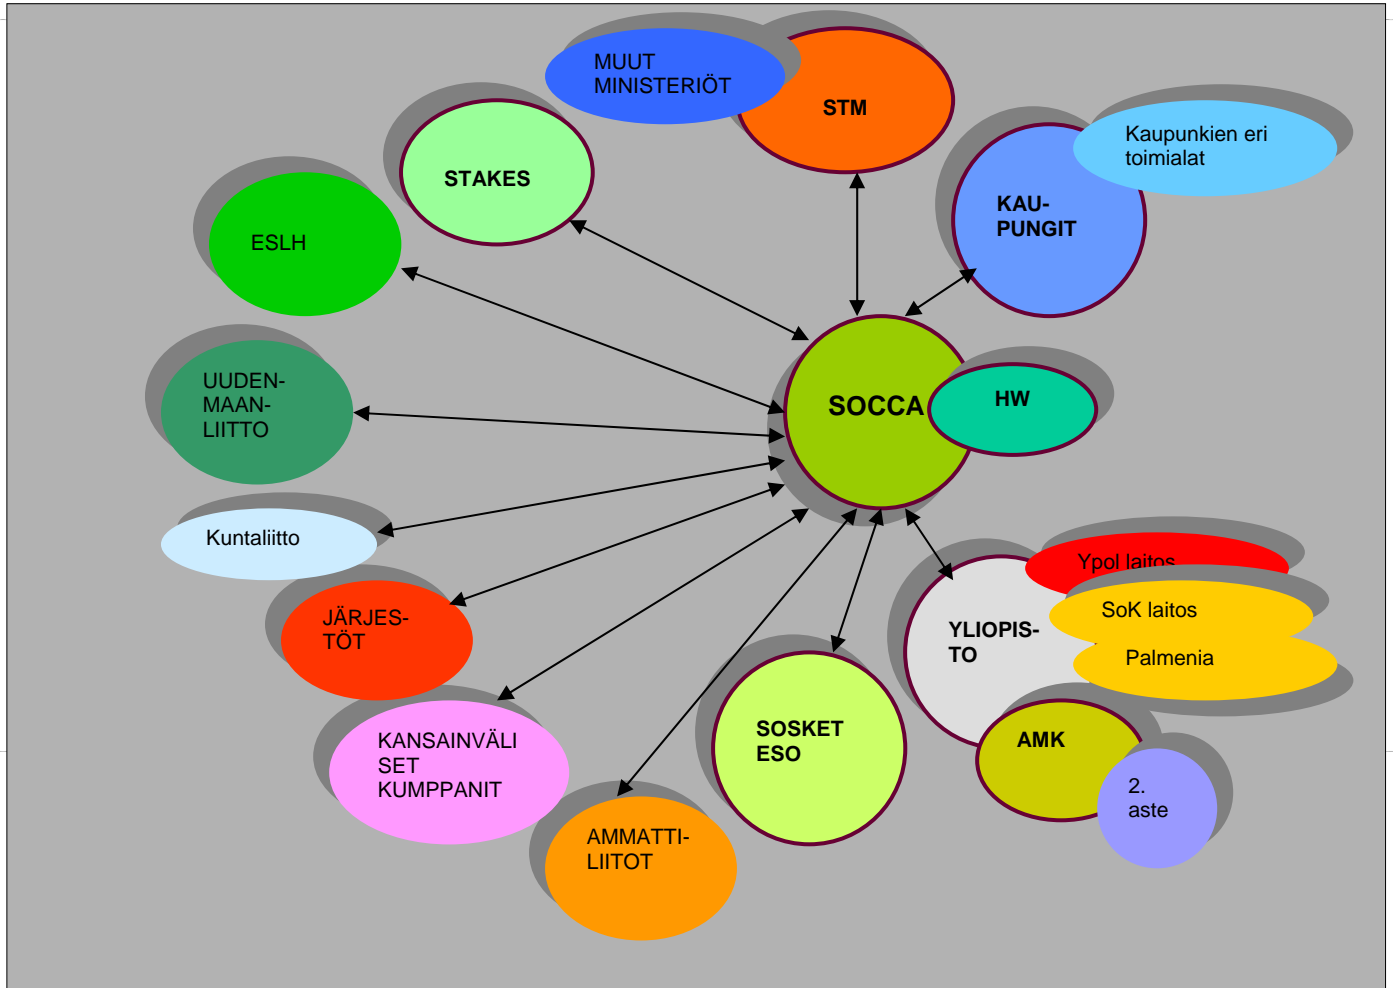 MUUT
MINISTERIÖT
STM
Kaupunkien eri
toimialat
STAKES
KAU-
PUNGIT
ESLH
UUDEN-
MAAN-
LIITTO
SOCCA
HW
Kuntaliitto
Ypol laitos
SoK laitos
JÄRJES-
TÖT
YLIOPIS-
TO
Palmenia
KANSAINVÄLI
SET
KUMPPANIT
SOSKET
ESO
AMK
2.
aste
AMMATTI-
LIITOT